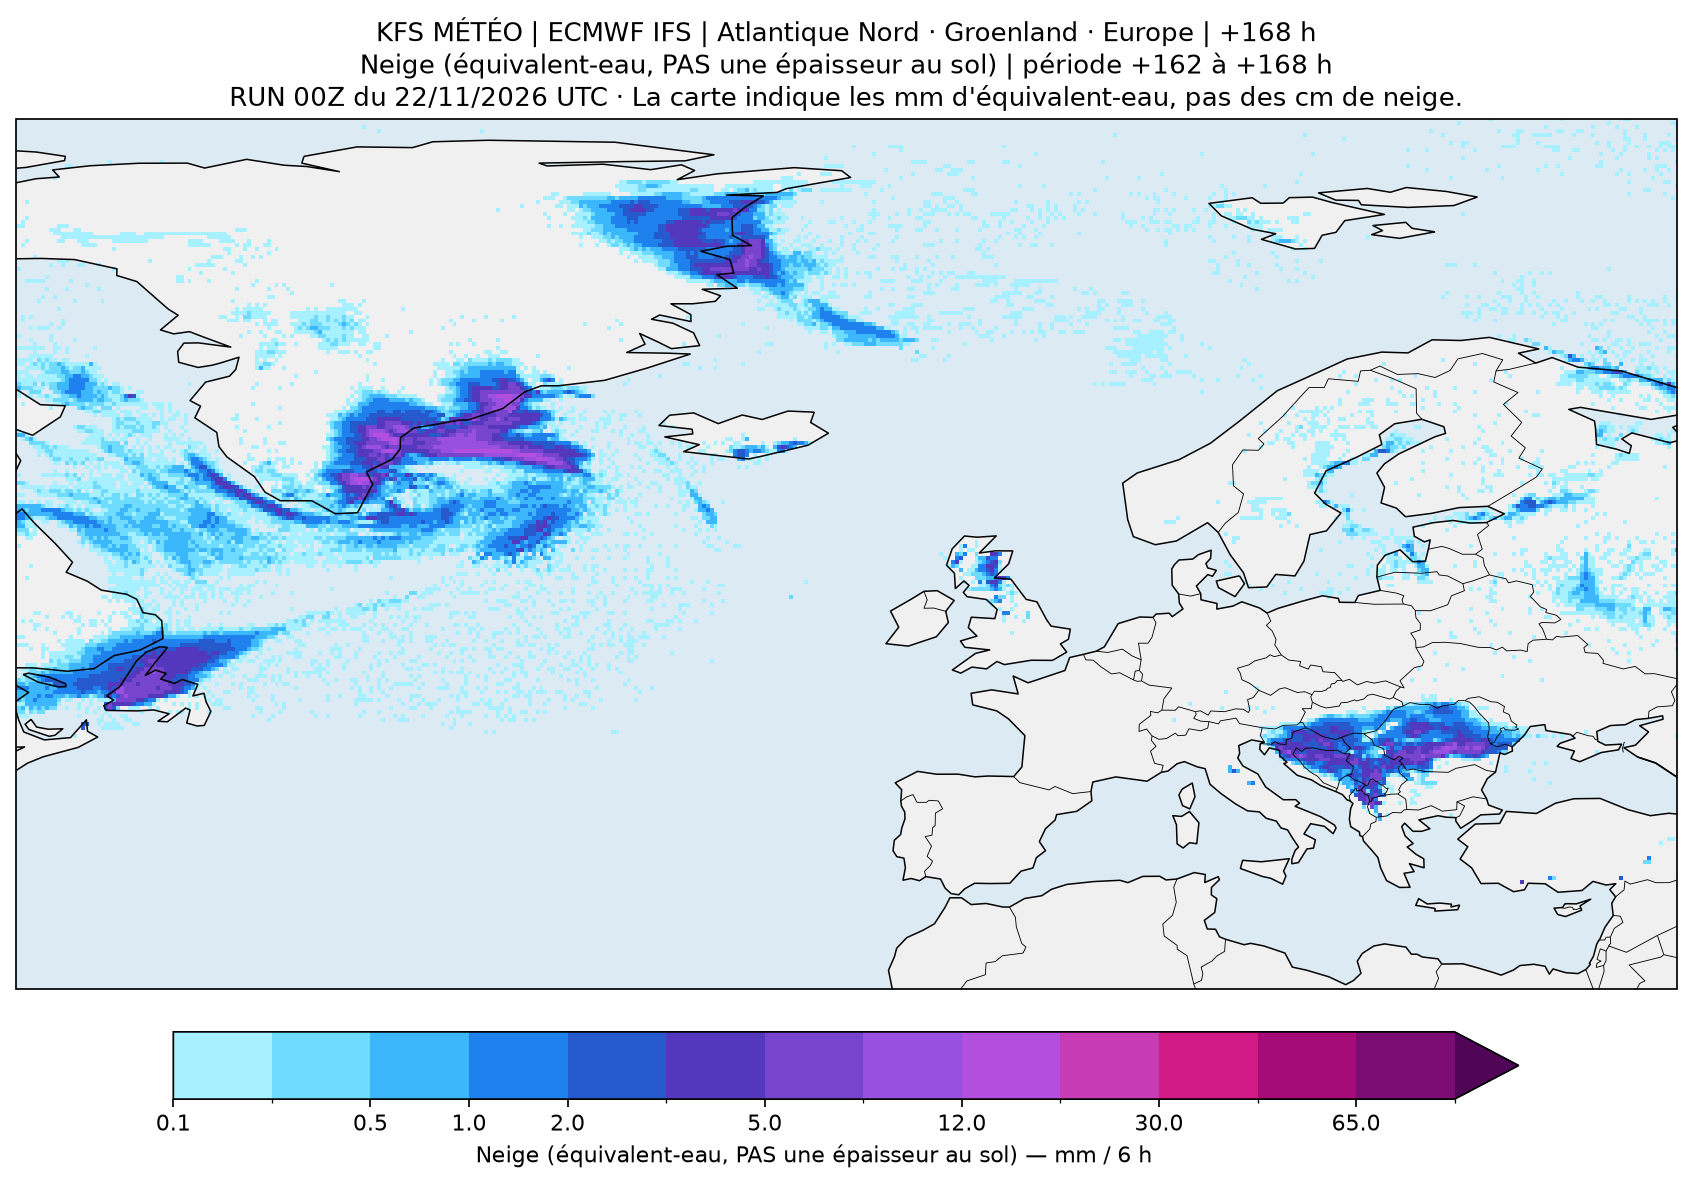 KFS MÉTÉO | ECMWF IFS | Atlantique Nord · Groenland · Europe | +168 h
Neige (équivalent-eau, PAS une épaisseur au sol) | période +162 à +168 h
RUN 00Z du 22/11/2026 UTC · La carte indique les mm d'équivalent-eau, pas des cm de neige.
0.1 0.5 1.0 2.0 5.0 12.0 30.0 65.0
Neige (équivalent-eau, PAS une épaisseur au sol) — mm / 6 h